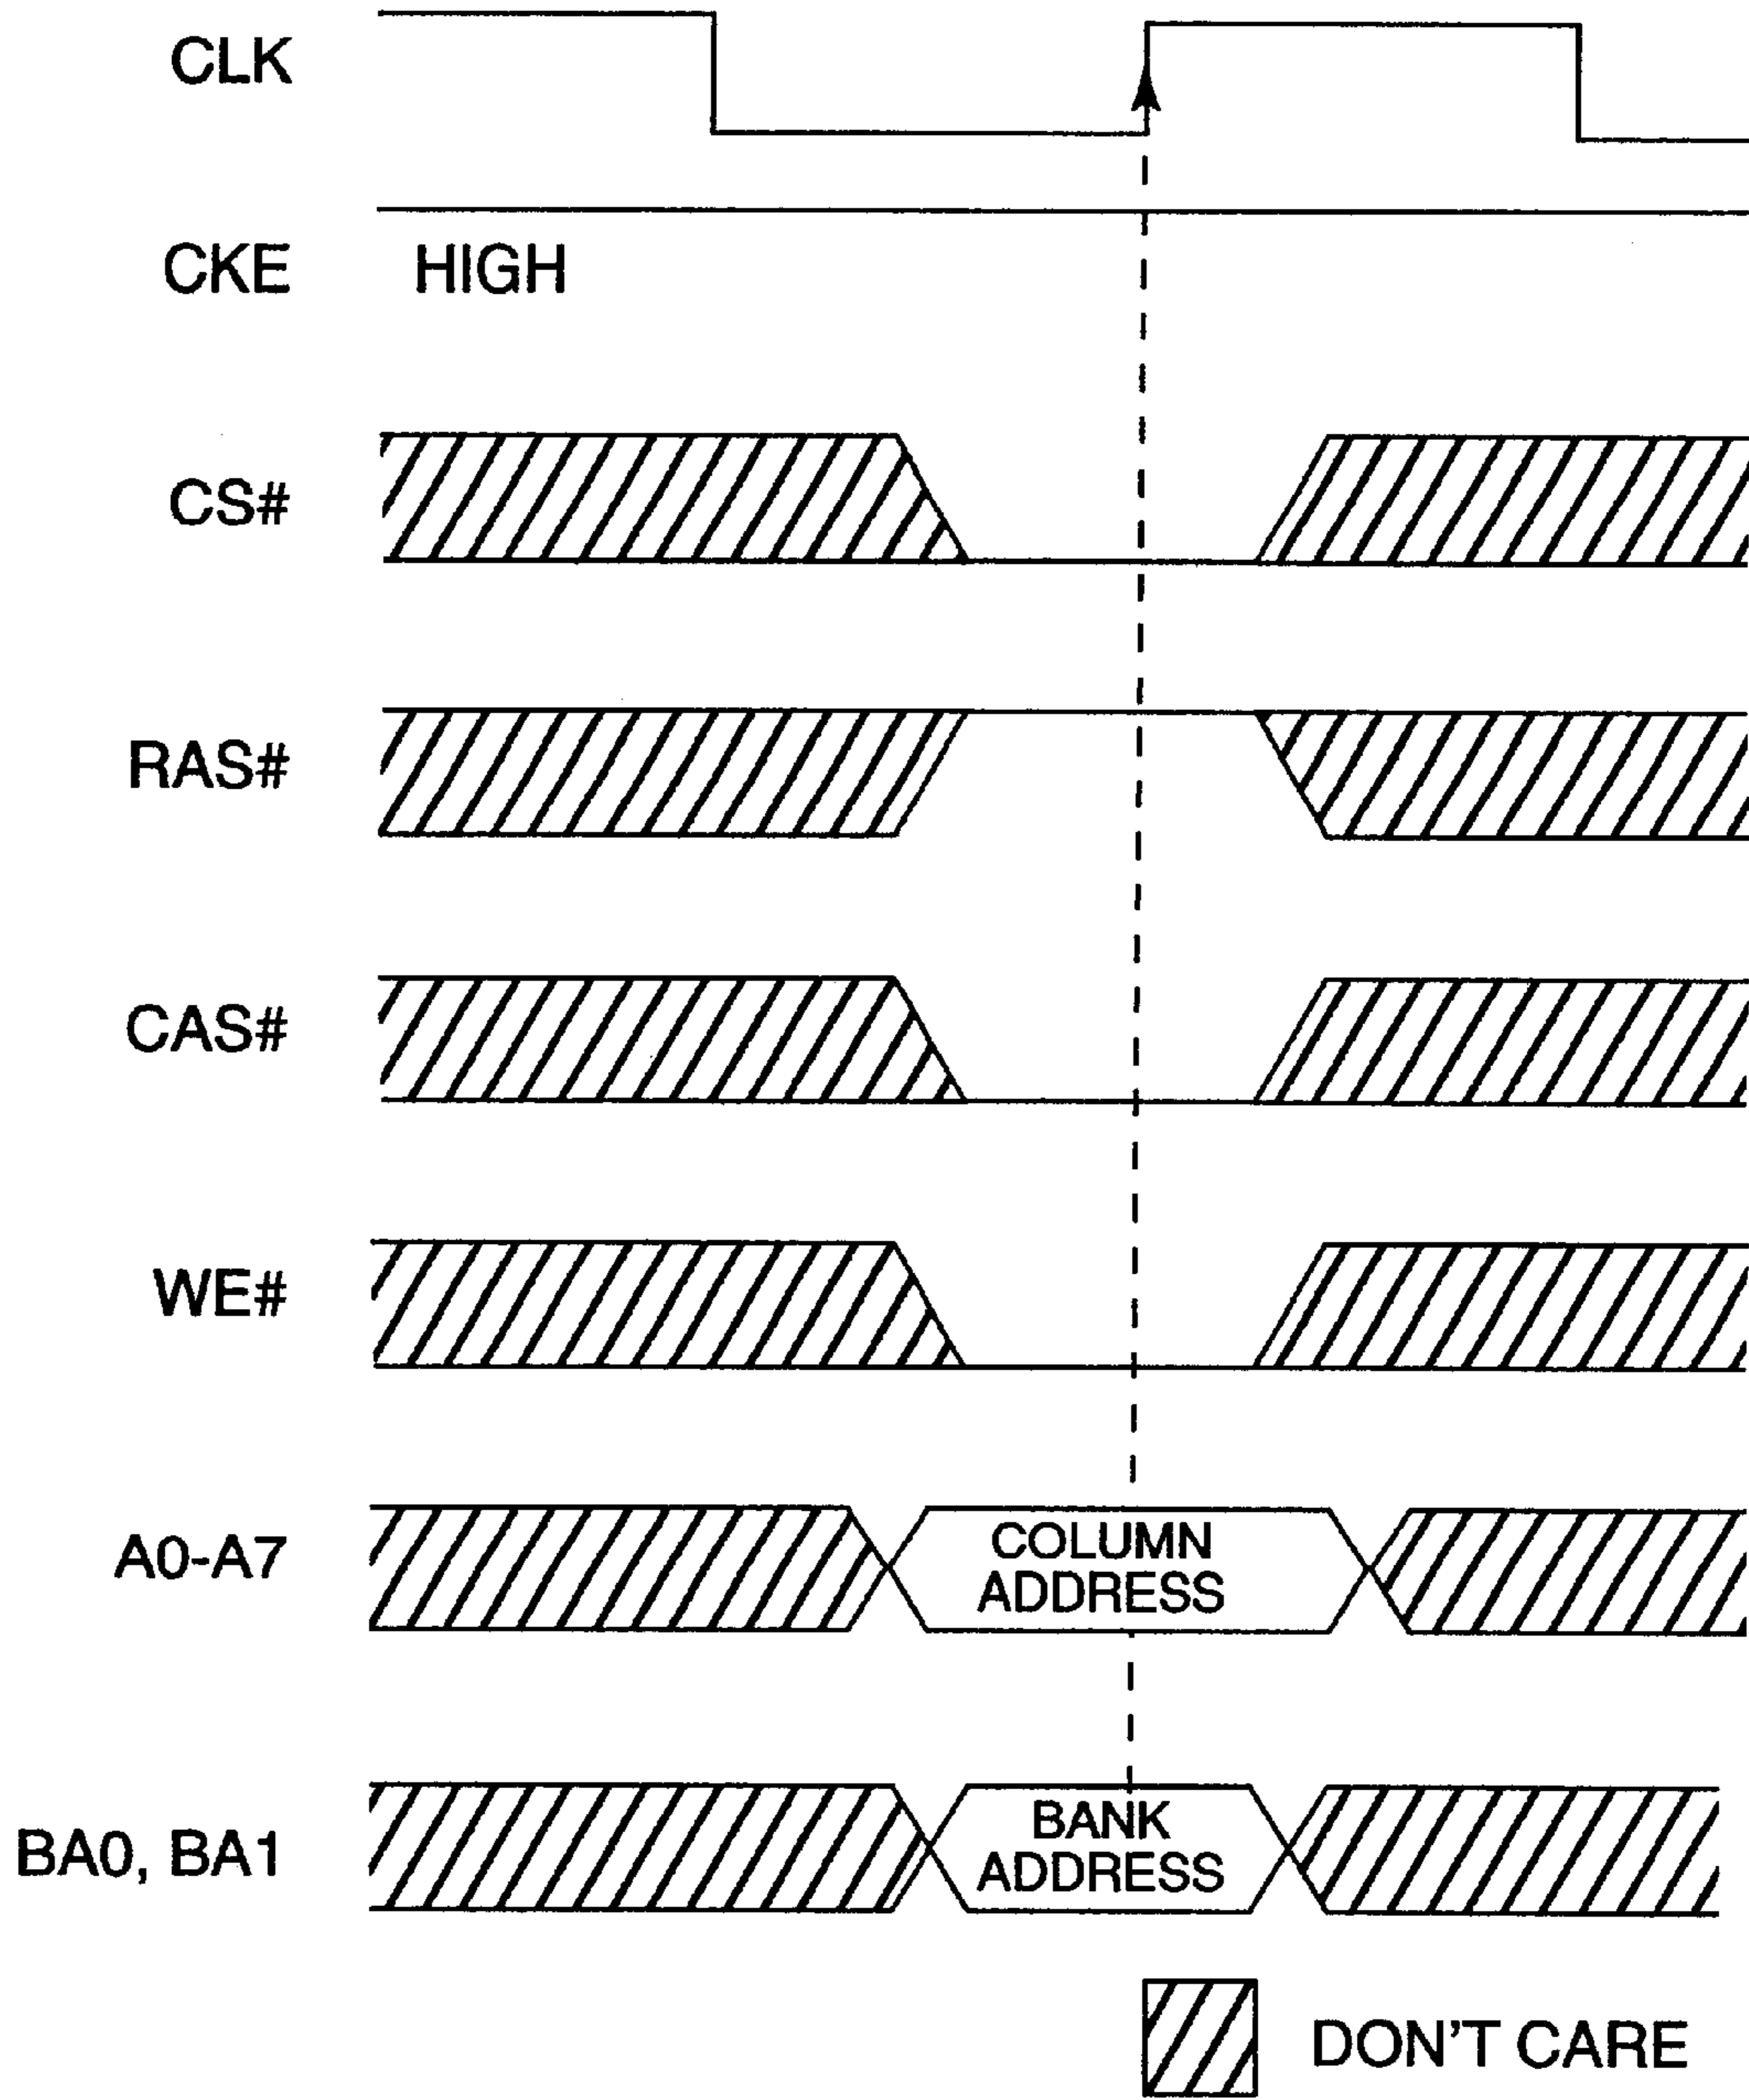 CLK
CKE HIGH
CS#
RAS#
CAS#
WE#
A0-A7 COLUMN
ADDRESS
BA0, BA1 BANK
ADDRESS
DON'T CARE